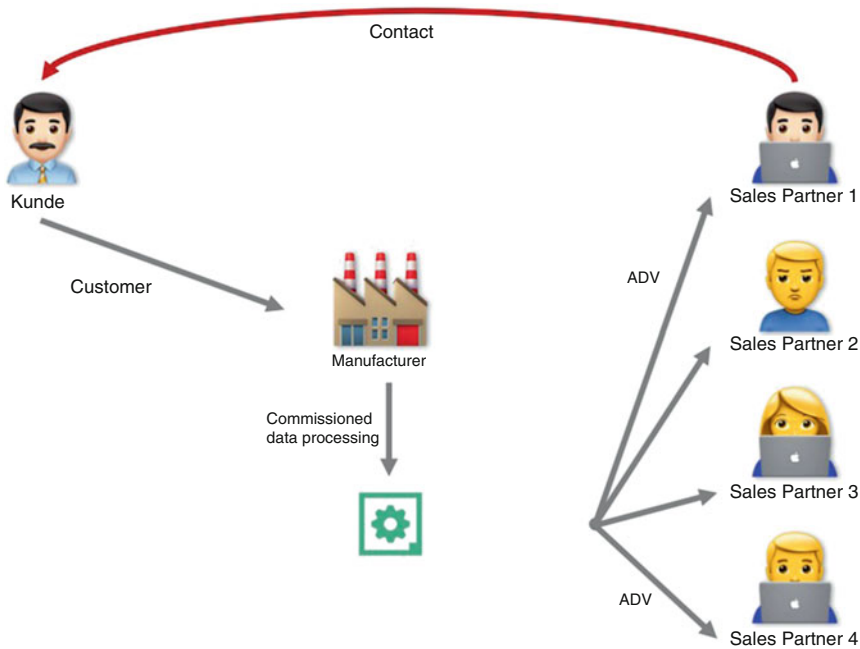 Contact
Kunde
Sales Partner 1
Customer
ADV
Manufacturer
Sales Partner 2
Commissioned
data processing
Sales Partner 3
ADV
Sales Partner 4